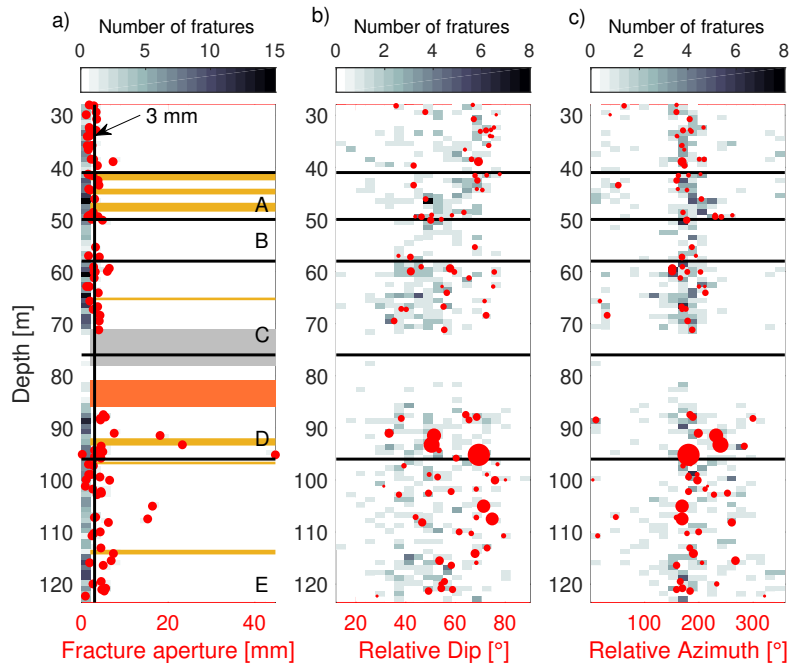 a)
b)
c)
Number of fratures
Number of fratures
Number of fratures
0 5 10 15
0 2 4 6 8
0 2 4 6 8
3 mm
30
40
50
60
70
80
90
100
110
120
30
40
50
60
70
80
90
100
110
120
30
40
50
60
70
80
90
100
110
120
A
B
C
D
E
Depth [m]
0 20 40
20 40 60 80
100 200 300
Fracture aperture [mm]
Relative Dip [°]
Relative Azimuth [°]